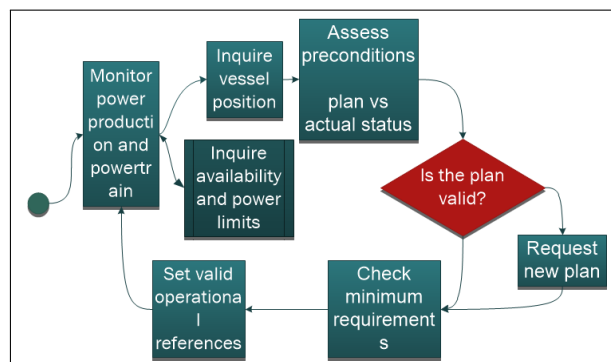 Monitor
power
producti
on and
powertr
ain
Inquire
vessel
position
Assess
preconditions
plan vs
actual status
Inquire
availability
and power
limits
Is the plan
valid?
Request
new plan
Check
minimum
requirement
s
Set valid
operationa
l
references